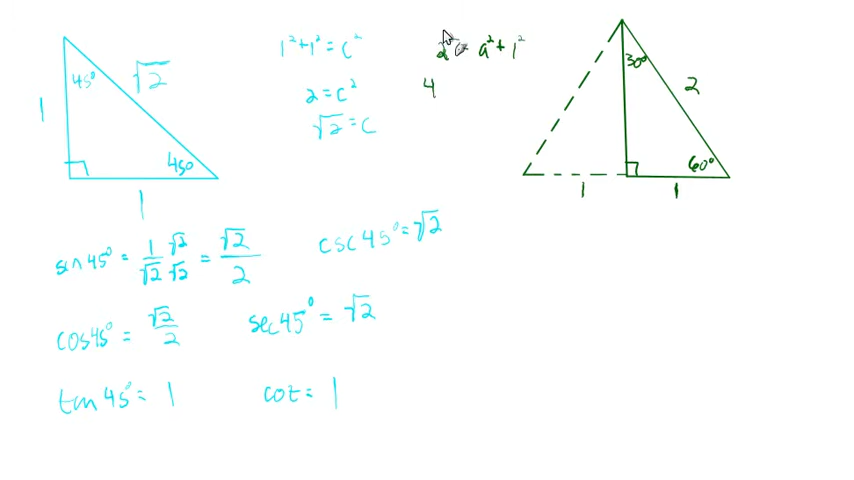 45°
√2
1
45°
1
1² + 1² = c²
2 = c²
√2 = c
2² = a² + 1²
4
30°
2
60°
1
1
sin 45° = 1/√2 √2/√2 = √2/2
csc 45° = √2
cos 45° = √2/2
sec 45° = √2
tan 45° = 1
cot = 1